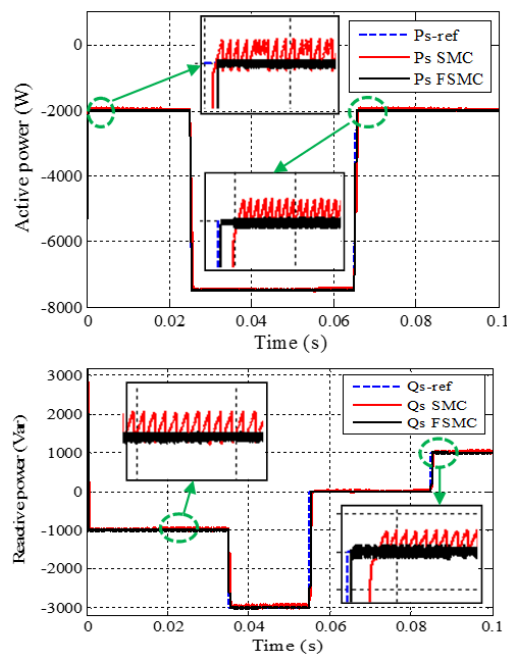 0
-2000
-4000
-6000
-8000
Active power (W)
Ps-ref
Ps SMC
Ps FSMC
0
0.02
0.04
0.06
0.08
0.1
Time (s)
3000
2000
1000
0
-1000
-2000
-3000
Reactive power (Var)
Qs-ref
Qs SMC
Qs FSMC
0
0.02
0.04
0.06
0.08
0.1
Time (s)